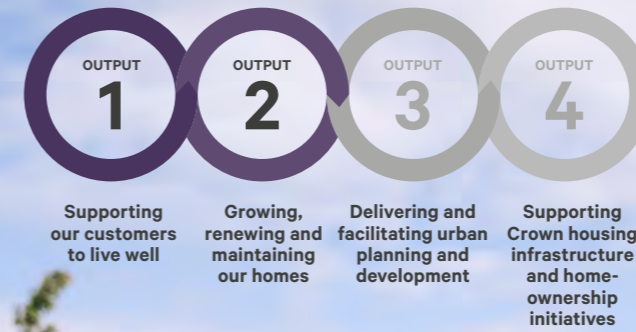 OUTPUT
1
OUTPUT
2
OUTPUT
3
OUTPUT
4
Supporting
our customers
to live well
Growing,
renewing and
maintaining
our homes
Delivering and
facilitating urban
planning and
development
Supporting
Crown housing
infrastructure
and home-
ownership
initiatives